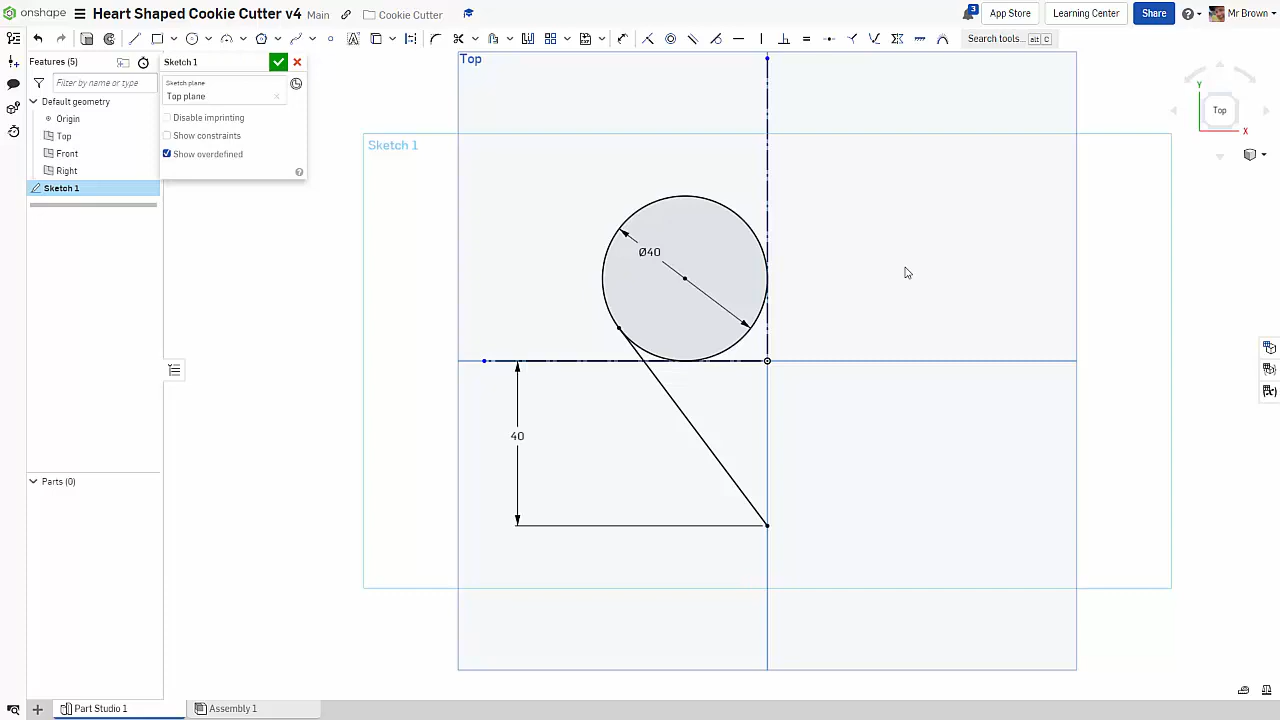 onshape Heart Shaped Cookie Cutter v4 Main Cookie Cutter 3 App Store Learning Center Share Mr Brown
Search tools... alt C
Features (5)
Filter by name or type
Default geometry
Origin
Top
Front
Right
Sketch 1
Sketch 1
Sketch plane
Top plane
Disable imprinting
Show constraints
Show overdefined
Top
Sketch 1
Ø40
40
Y
Top
X
Parts (0)
Part Studio 1
Assembly 1